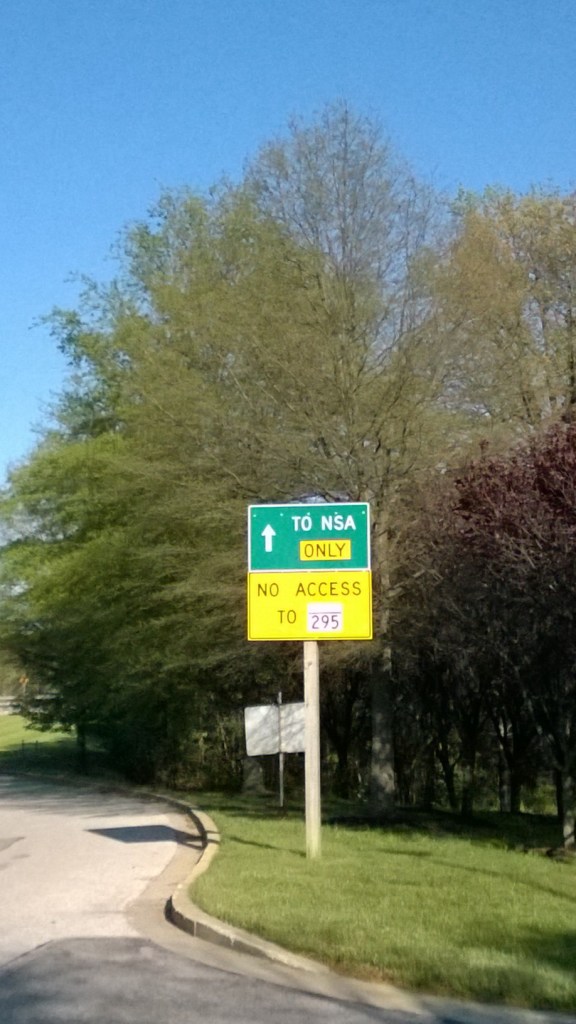 TO NSA
ONLY
NO ACCESS
TO 295